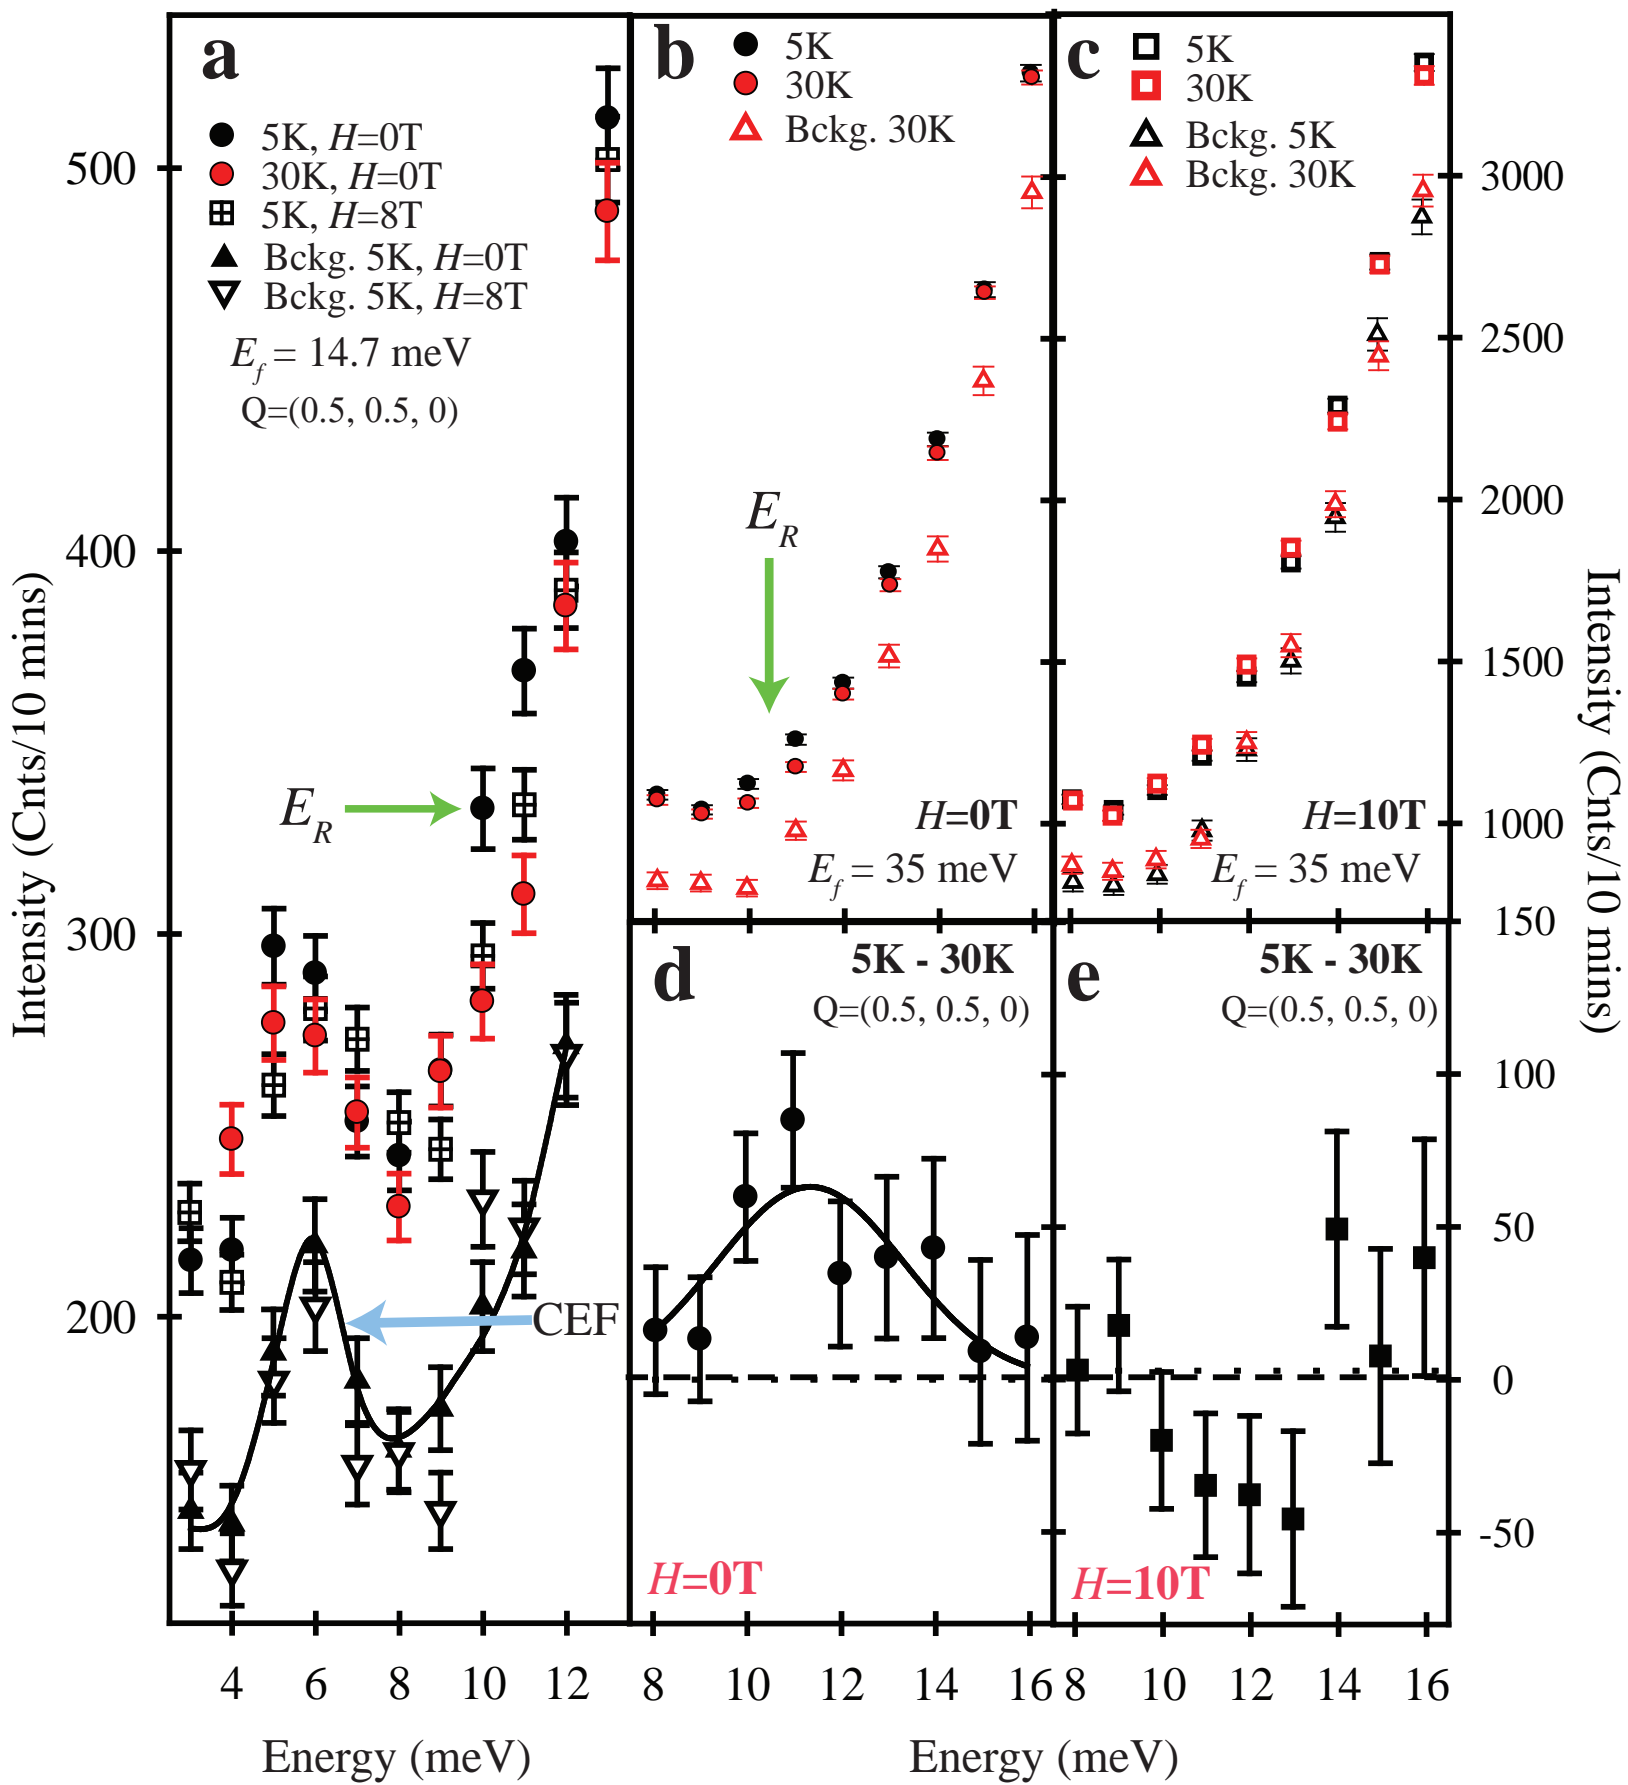 a
5K, H=0T
30K, H=0T
5K, H=8T
Bckg. 5K, H=0T
Bckg. 5K, H=8T
E_f = 14.7 meV
Q=(0.5, 0.5, 0)
E_R
CEF
500
400
300
200
Intensity (Cnts/10 mins)
4 6 8 10 12
Energy (meV)
b
5K
30K
Bckg. 30K
E_R
H=0T
E_f = 35 meV
c
5K
30K
Bckg. 5K
Bckg. 30K
H=10T
E_f = 35 meV
3000
2500
2000
1500
1000
d
5K - 30K
Q=(0.5, 0.5, 0)
H=0T
8 10 12 14 16
e
5K - 30K
Q=(0.5, 0.5, 0)
H=10T
8 10 12 14 16
150
100
50
0
-50
Intensity (Cnts/10 mins)
Energy (meV)